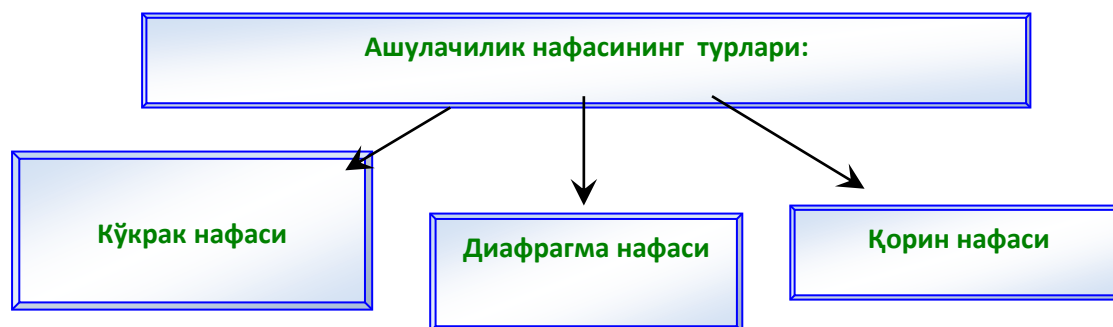 Ашулачилик нафасининг турлари:
Кўкрак нафаси
Диафрагма нафаси
Қорин нафаси